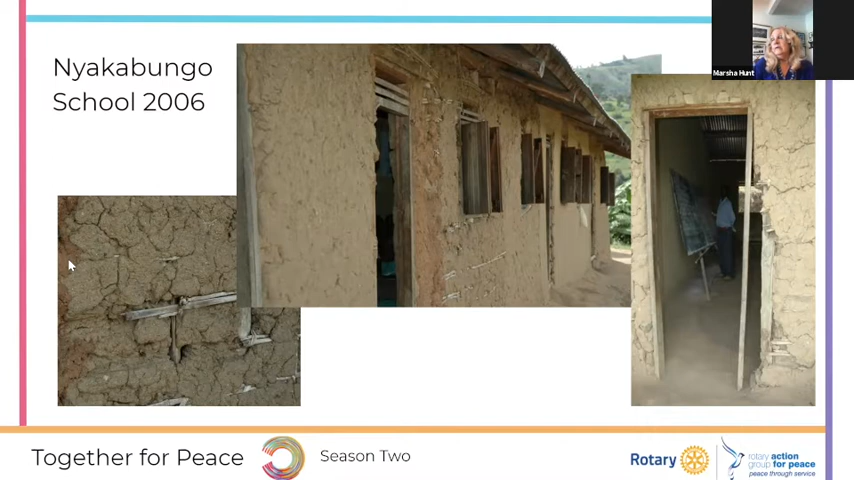 Nyakabungo
School 2006
Marsha Hunt
Together for Peace
Season Two
Rotary
rotary action
group for peace
peace through service